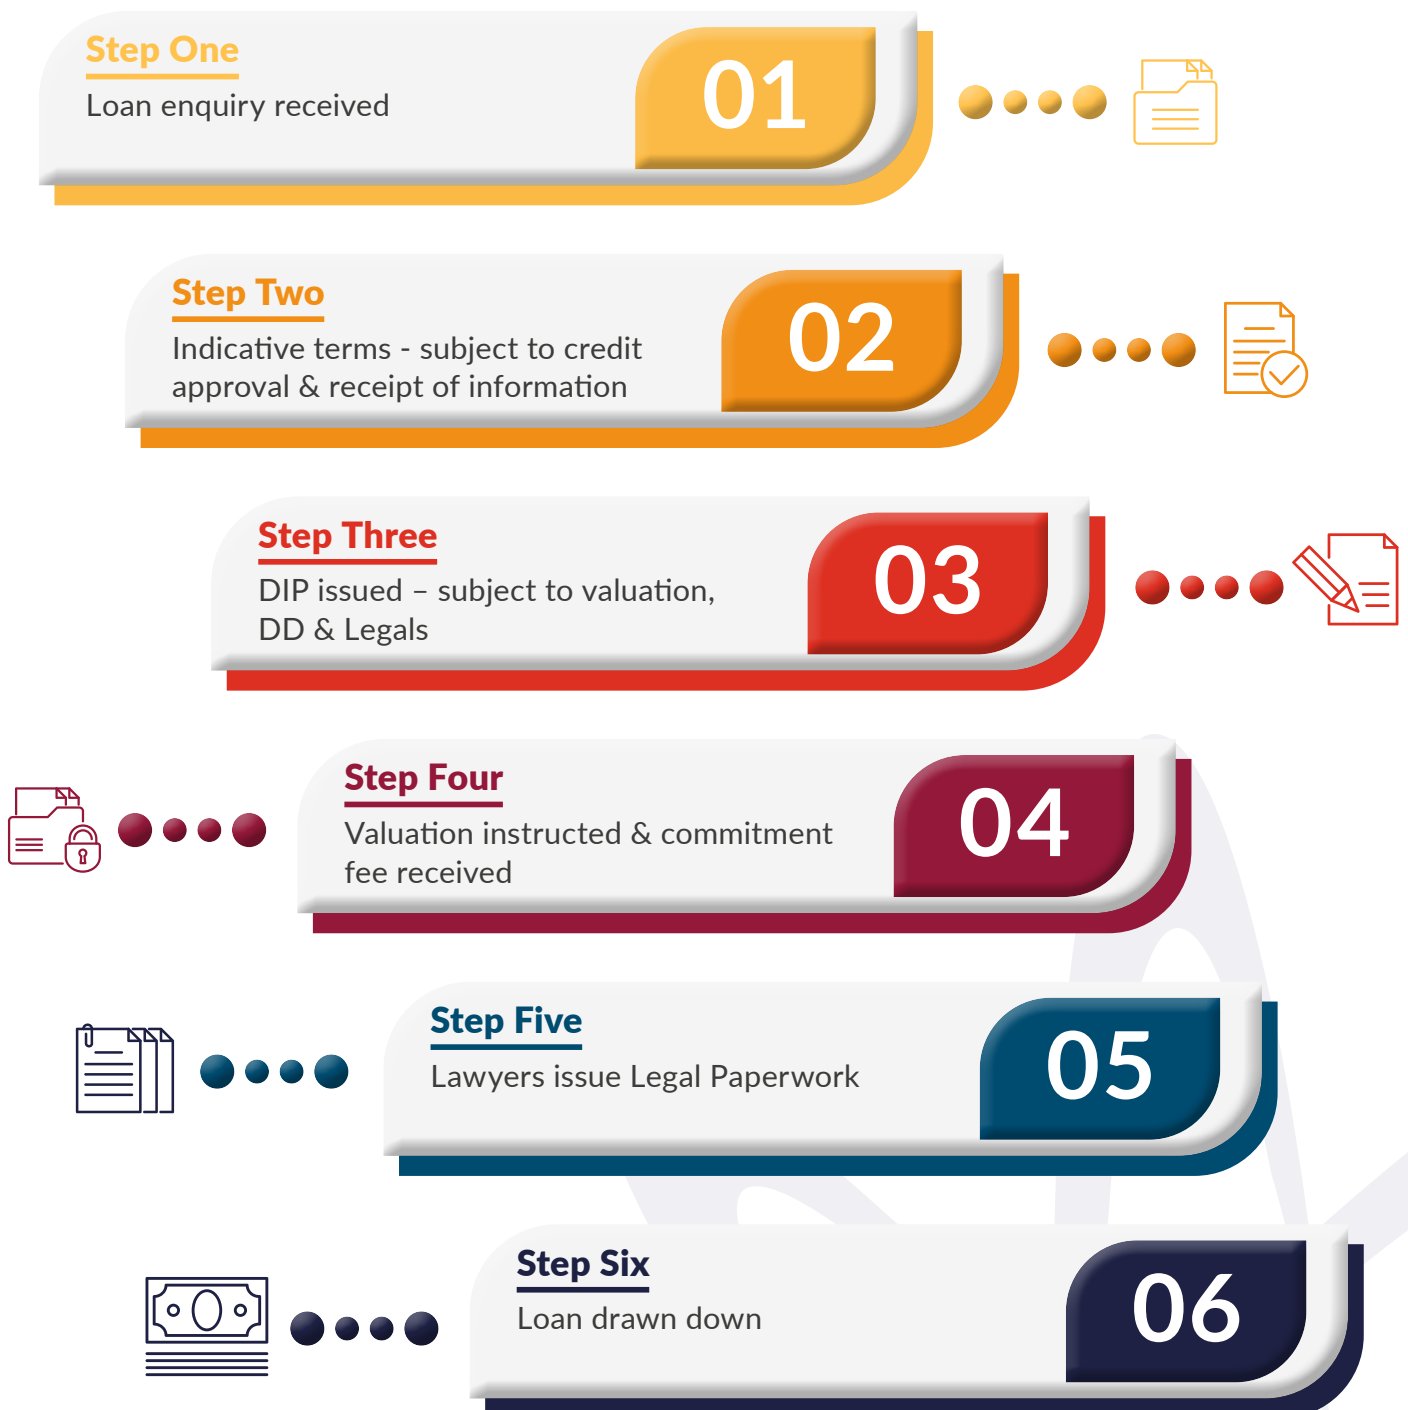 Step One
Loan enquiry received
01
Step Two
Indicative terms - subject to credit
approval & receipt of information
02
Step Three
DIP issued – subject to valuation,
DD & Legals
03
Step Four
Valuation instructed & commitment
fee received
04
Step Five
Lawyers issue Legal Paperwork
05
Step Six
Loan drawn down
06